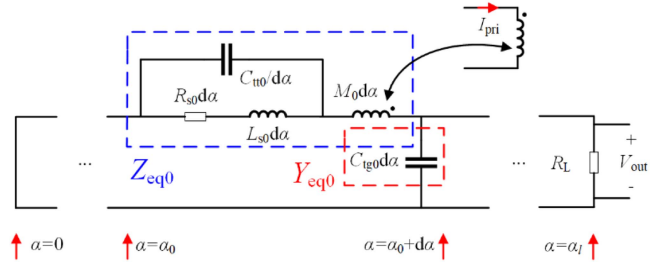 I_pri
C_tt0/dα
R_s0dα
M_0dα
L_s0dα
Z_eq0
Y_eq0
C_tg0dα
...
...
R_L
+
V_out
-
α=0
α=α_0
α=α_0+dα
α=α_l